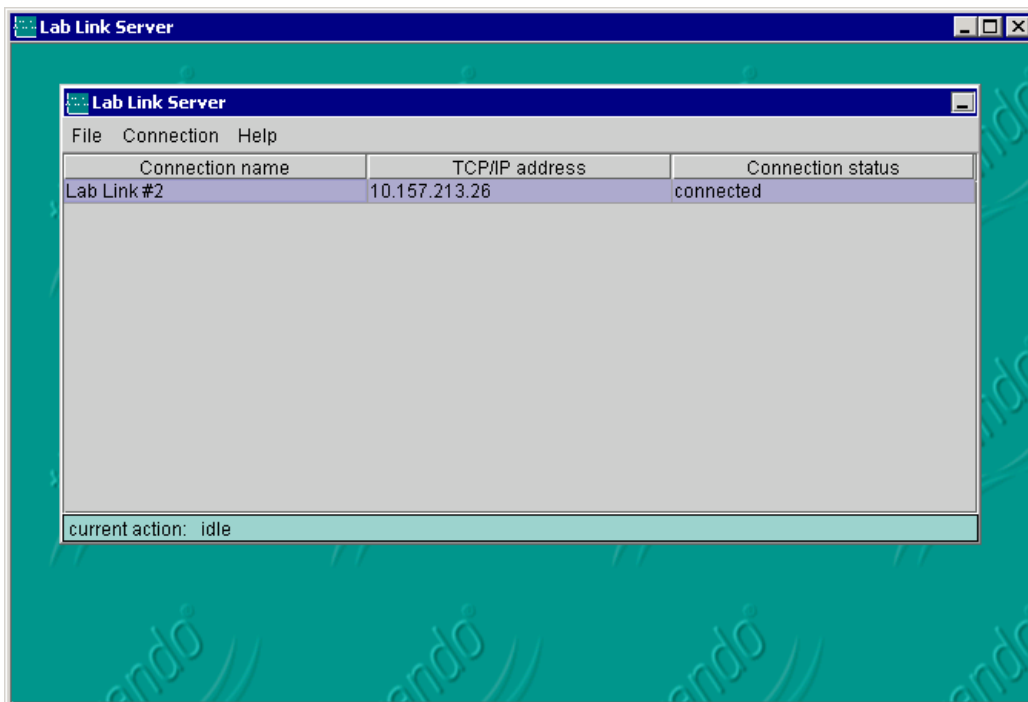 Lab Link Server
Lab Link Server
File Connection Help
Connection name TCP/IP address Connection status
Lab Link #2 10.157.213.26 connected
current action: idle